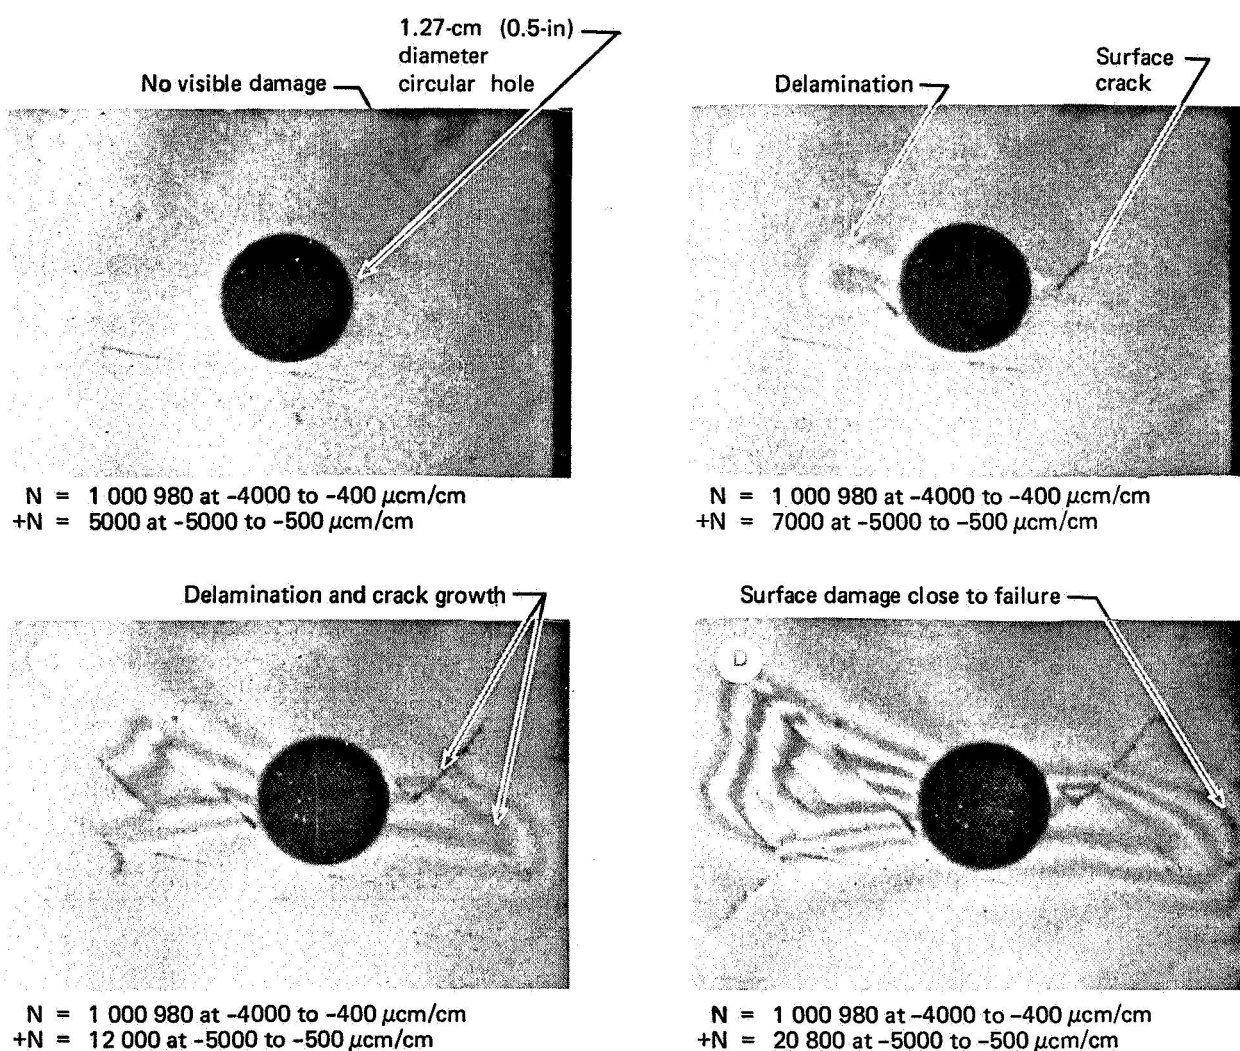 1.27-cm (0.5-in)
diameter
circular hole
No visible damage
Surface
crack
Delamination
N = 1 000 980 at -4000 to -400 μcm/cm
+N = 5000 at -5000 to -500 μcm/cm
N = 1 000 980 at -4000 to -400 μcm/cm
+N = 7000 at -5000 to -500 μcm/cm
Delamination and crack growth
Surface damage close to failure
D
N = 1 000 980 at -4000 to -400 μcm/cm
+N = 12 000 at -5000 to -500 μcm/cm
N = 1 000 980 at -4000 to -400 μcm/cm
+N = 20 800 at -5000 to -500 μcm/cm